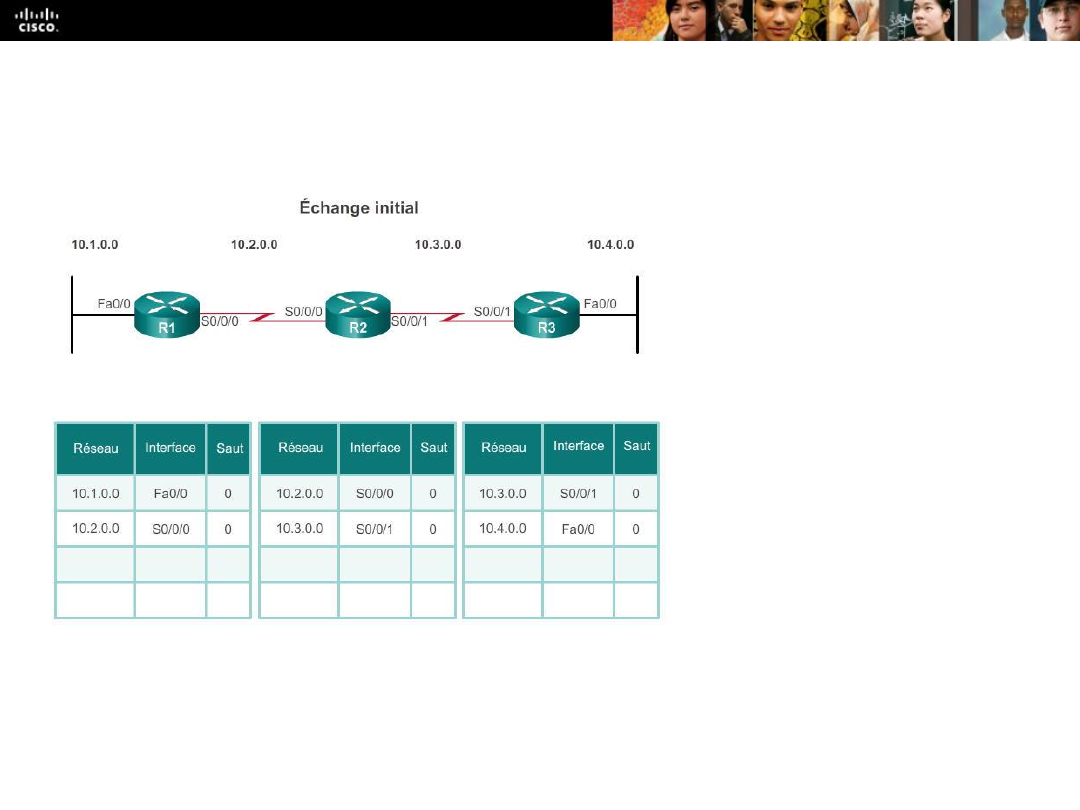 CISCO.
Échange initial
10.1.0.0 10.2.0.0 10.3.0.0 10.4.0.0
Fa0/0 R1 S0/0/0 S0/0/0 R2 S0/0/1 S0/0/1 R3 Fa0/0
Réseau Interface Saut Réseau Interface Saut Réseau Interface Saut
10.1.0.0 Fa0/0 0 10.2.0.0 S0/0/0 0 10.3.0.0 S0/0/1 0
10.2.0.0 S0/0/0 0 10.3.0.0 S0/0/1 0 10.4.0.0 Fa0/0 0